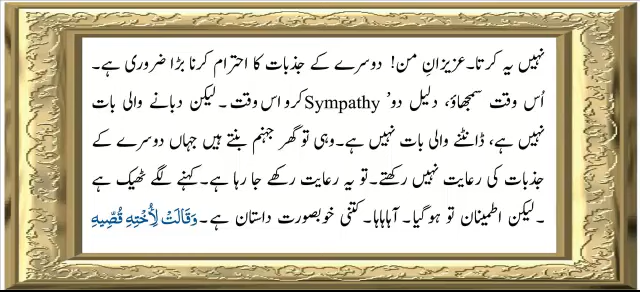 نہیں یہ کرتا۔عزیزانِ من! دوسرے کے جذبات کا احترام کرنا بڑا ضروری ہے۔
اُس وقت سمجھاؤ، دلیل دو' Sympathy کرو اس وقت۔لیکن دبانے والی بات
نہیں ہے، ڈانٹنے والی بات نہیں ہے۔وہی تو گھر جہنم بنتے ہیں جہاں دوسرے کے
جذبات کی رعایت نہیں رکھتے۔تو یہ رعایت رکھے جا رہا ہے۔کہنے لگے ٹھیک ہے
۔لیکن اطمینان تو ہو گیا۔آہاہاہا۔کتنی خوبصورت داستان ہے۔وَقَالَتْ لِأُخْتِهِ قُصِّيهِ